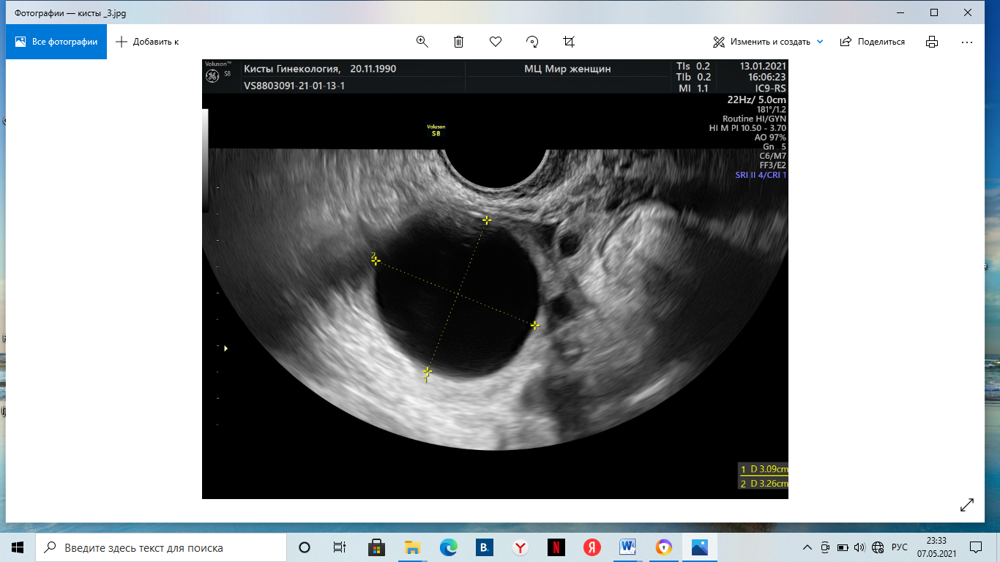 Фотографии — кисты _3.jpg
Все фотографии
Добавить к
Изменить и создать
Поделиться
Voluson™
S8
Кисты Гинекология, 20.11.1990
VS8803091-21-01-13-1
МЦ Мир женщин
TIs 0.2
TIb 0.2
MI 1.1
13.01.2021
16:06:23
IC9-RS
22Hz/ 5.0cm
181°/1.2
Routine HI/GYN
HI M PI 10.50 - 3.70
AO 97%
Gn 5
C6/M7
FF3/E2
SRI II 4/CRI 1
Voluson
S8
2
1
1 D 3.09cm
2 D 3.26cm
Введите здесь текст для поиска
B.
Y
N
Я
W
РУС
23:33
07.05.2021